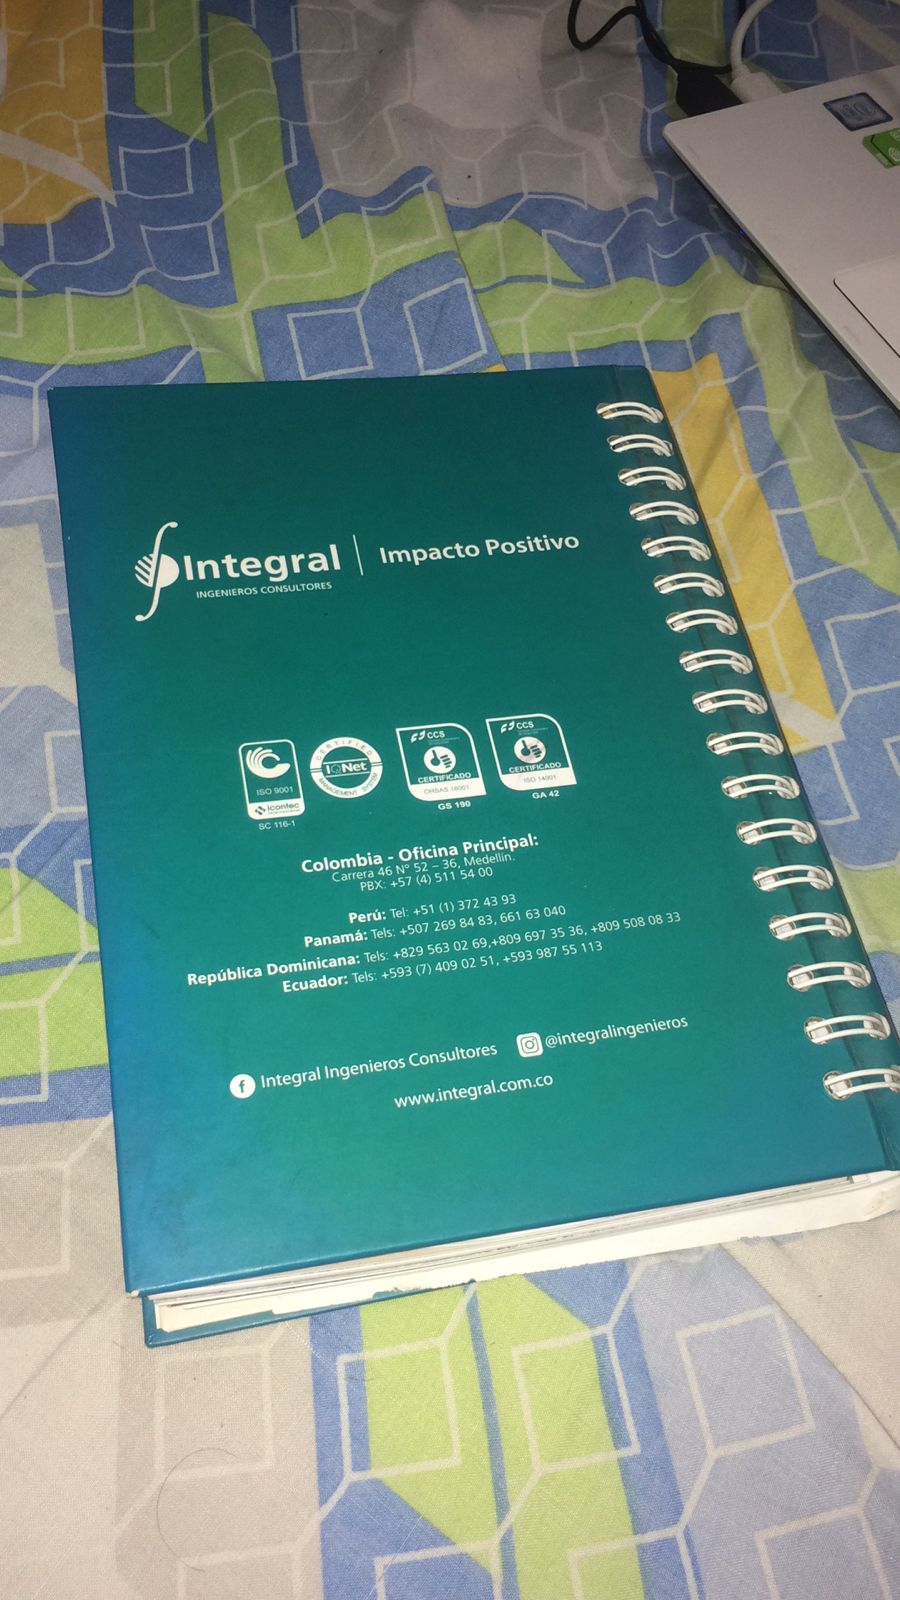 Integral | Impacto Positivo
INGENIEROS CONSULTORES
ISO 9001
icontec
SC 116-1
CERTIFIED
IQNet
MANAGEMENT SYSTEM
CCS
CERTIFICADO
OHSAS 18001
GS 190
CCS
CERTIFICADO
ISO 14001
GA 42
Colombia - Oficina Principal:
Carrera 46 Nº 52 – 36, Medellín.
PBX: +57 (4) 511 54 00
Perú: Tel: +51 (1) 372 43 93
Panamá: Tels: +507 269 84 83, 661 63 040
República Dominicana: Tels: +829 563 02 69,+809 697 35 36, +809 508 08 33
Ecuador: Tels: +593 (7) 409 02 51, +593 987 55 113
f Integral Ingenieros Consultores @integralingenieros
www.integral.com.co